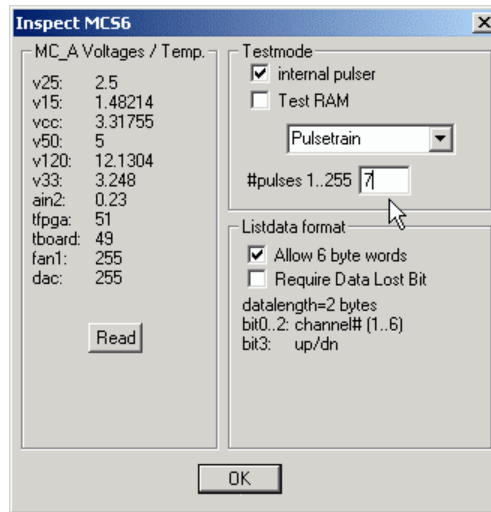 Inspect MCS6
MC_A Voltages / Temp.
v25: 2.5
v15: 1.48214
vcc: 3.31755
v50: 5
v120: 12.1304
v33: 3.248
ain2: 0.23
tfpga: 51
tboard: 49
fan1: 255
dac: 255
Read
Testmode
internal pulser
Test RAM
Pulsetrain
#pulses 1..255 7
Listdata format
Allow 6 byte words
Require Data Lost Bit
datalength=2 bytes
bit0..2: channel# (1..6)
bit3: up/dn
OK